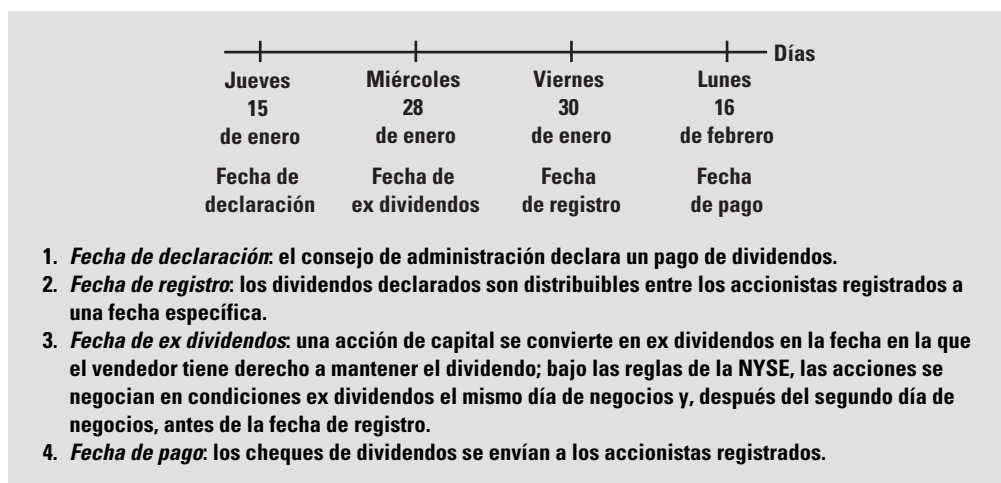 Días
Jueves Miércoles Viernes Lunes
15 28 30 16
de enero de enero de enero de febrero
Fecha de Fecha de Fecha Fecha
declaración ex dividendos de registro de pago
1. Fecha de declaración: el consejo de administración declara un pago de dividendos.
2. Fecha de registro: los dividendos declarados son distribuibles entre los accionistas registrados a
una fecha específica.
3. Fecha de ex dividendos: una acción de capital se convierte en ex dividendos en la fecha en la que
el vendedor tiene derecho a mantener el dividendo; bajo las reglas de la NYSE, las acciones se
negocian en condiciones ex dividendos el mismo día de negocios y, después del segundo día de
negocios, antes de la fecha de registro.
4. Fecha de pago: los cheques de dividendos se envían a los accionistas registrados.